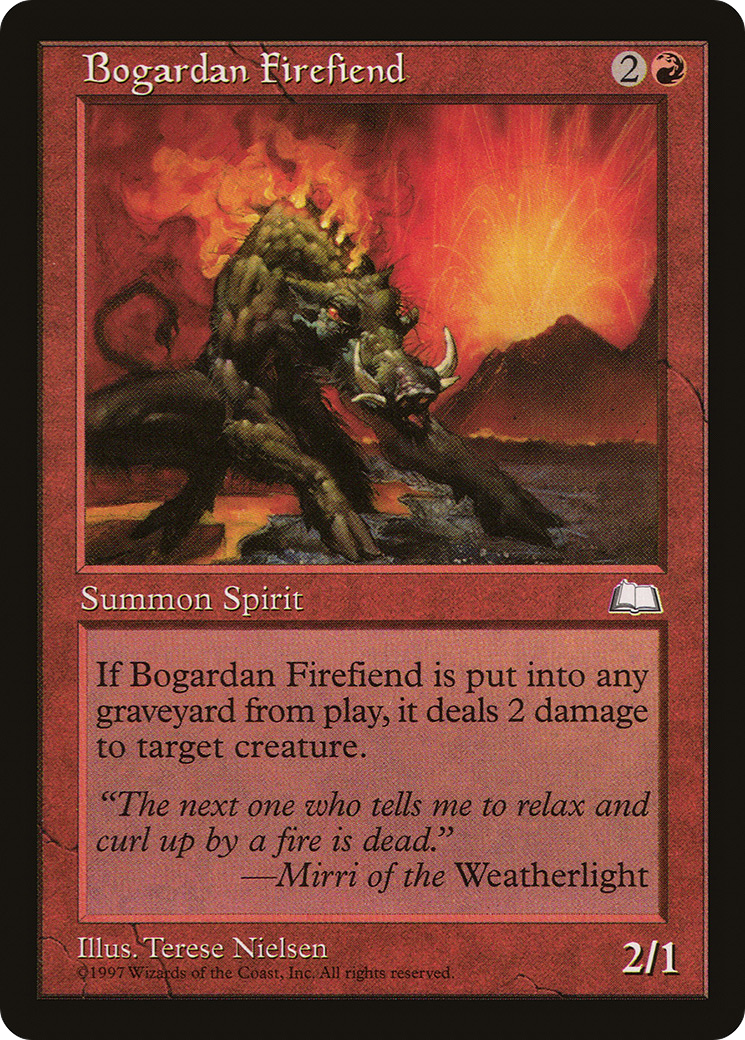 Bogardan Firefiend 2
Summon Spirit
If Bogardan Firefiend is put into any
graveyard from play, it deals 2 damage
to target creature.
“The next one who tells me to relax and
curl up by a fire is dead.”
—Mirri of the Weatherlight
Illus. Terese Nielsen
©1997 Wizards of the Coast, Inc. All rights reserved.
2/1